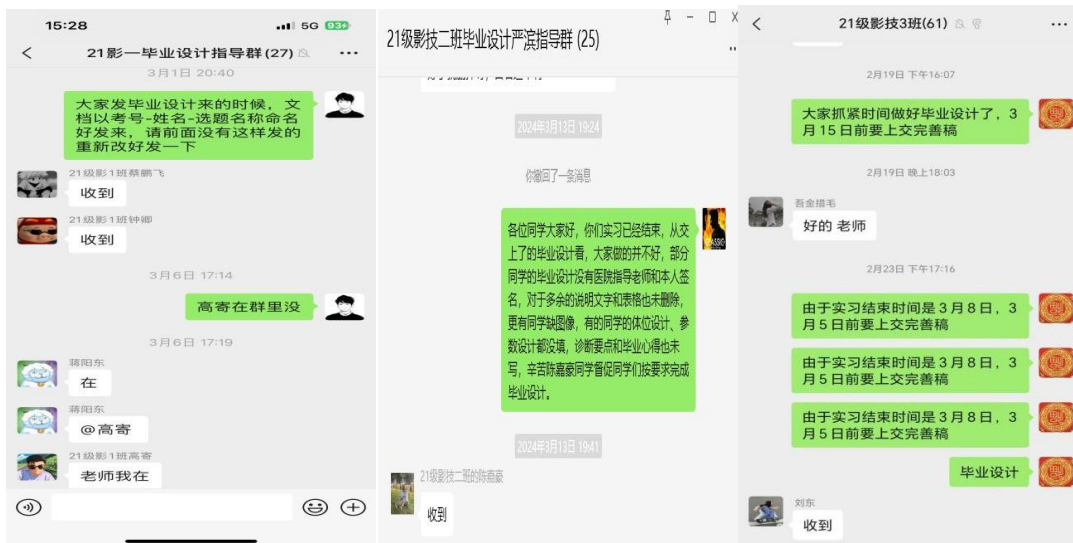 15:28
5G 93
21影一毕业设计指导群(27)
3月1日 20:40
大家发毕业设计来的时候，文
档以考号-姓名-选题名称命名
好发来，请前面没有这样发的
重新改好发一下
21级影1班蔡鹏飞
收到
21级影1班钟卿
收到
3月6日 17:14
高寄在群里没
3月6日 17:19
蒋阳东
在
蒋阳东
@高寄
21级影1班高寄
老师我在
21级影技二班毕业设计严滨指导群 (25)
2024年3月13日 19:24
你撤回了一条消息
各位同学大家好，你们实习已经结束，从交
上了的毕业设计看，大家做的并不好，部分
同学的毕业设计没有医院指导老师和本人签
名，对于多余的说明文字和表格也未删除，
更有同学缺图像，有的同学的体位设计、参
数设计都没填，诊断要点和毕业心得也未
写，辛苦陈嘉豪同学督促同学们按要求完成
毕业设计。
2024年3月13日 19:41
21级影技二班的陈嘉豪
收到
21级影技3班(61)
2月19日 下午16:07
大家抓紧时间做好毕业设计了，3
月15日前要上交完善稿
2月19日 晚上18:03
吾金措毛
好的 老师
2月23日 下午17:16
由于实习结束时间是3月8日，3
月5日前要上交完善稿
由于实习结束时间是3月8日，3
月5日前要上交完善稿
由于实习结束时间是3月8日，3
月5日前要上交完善稿
毕业设计
刘东
收到